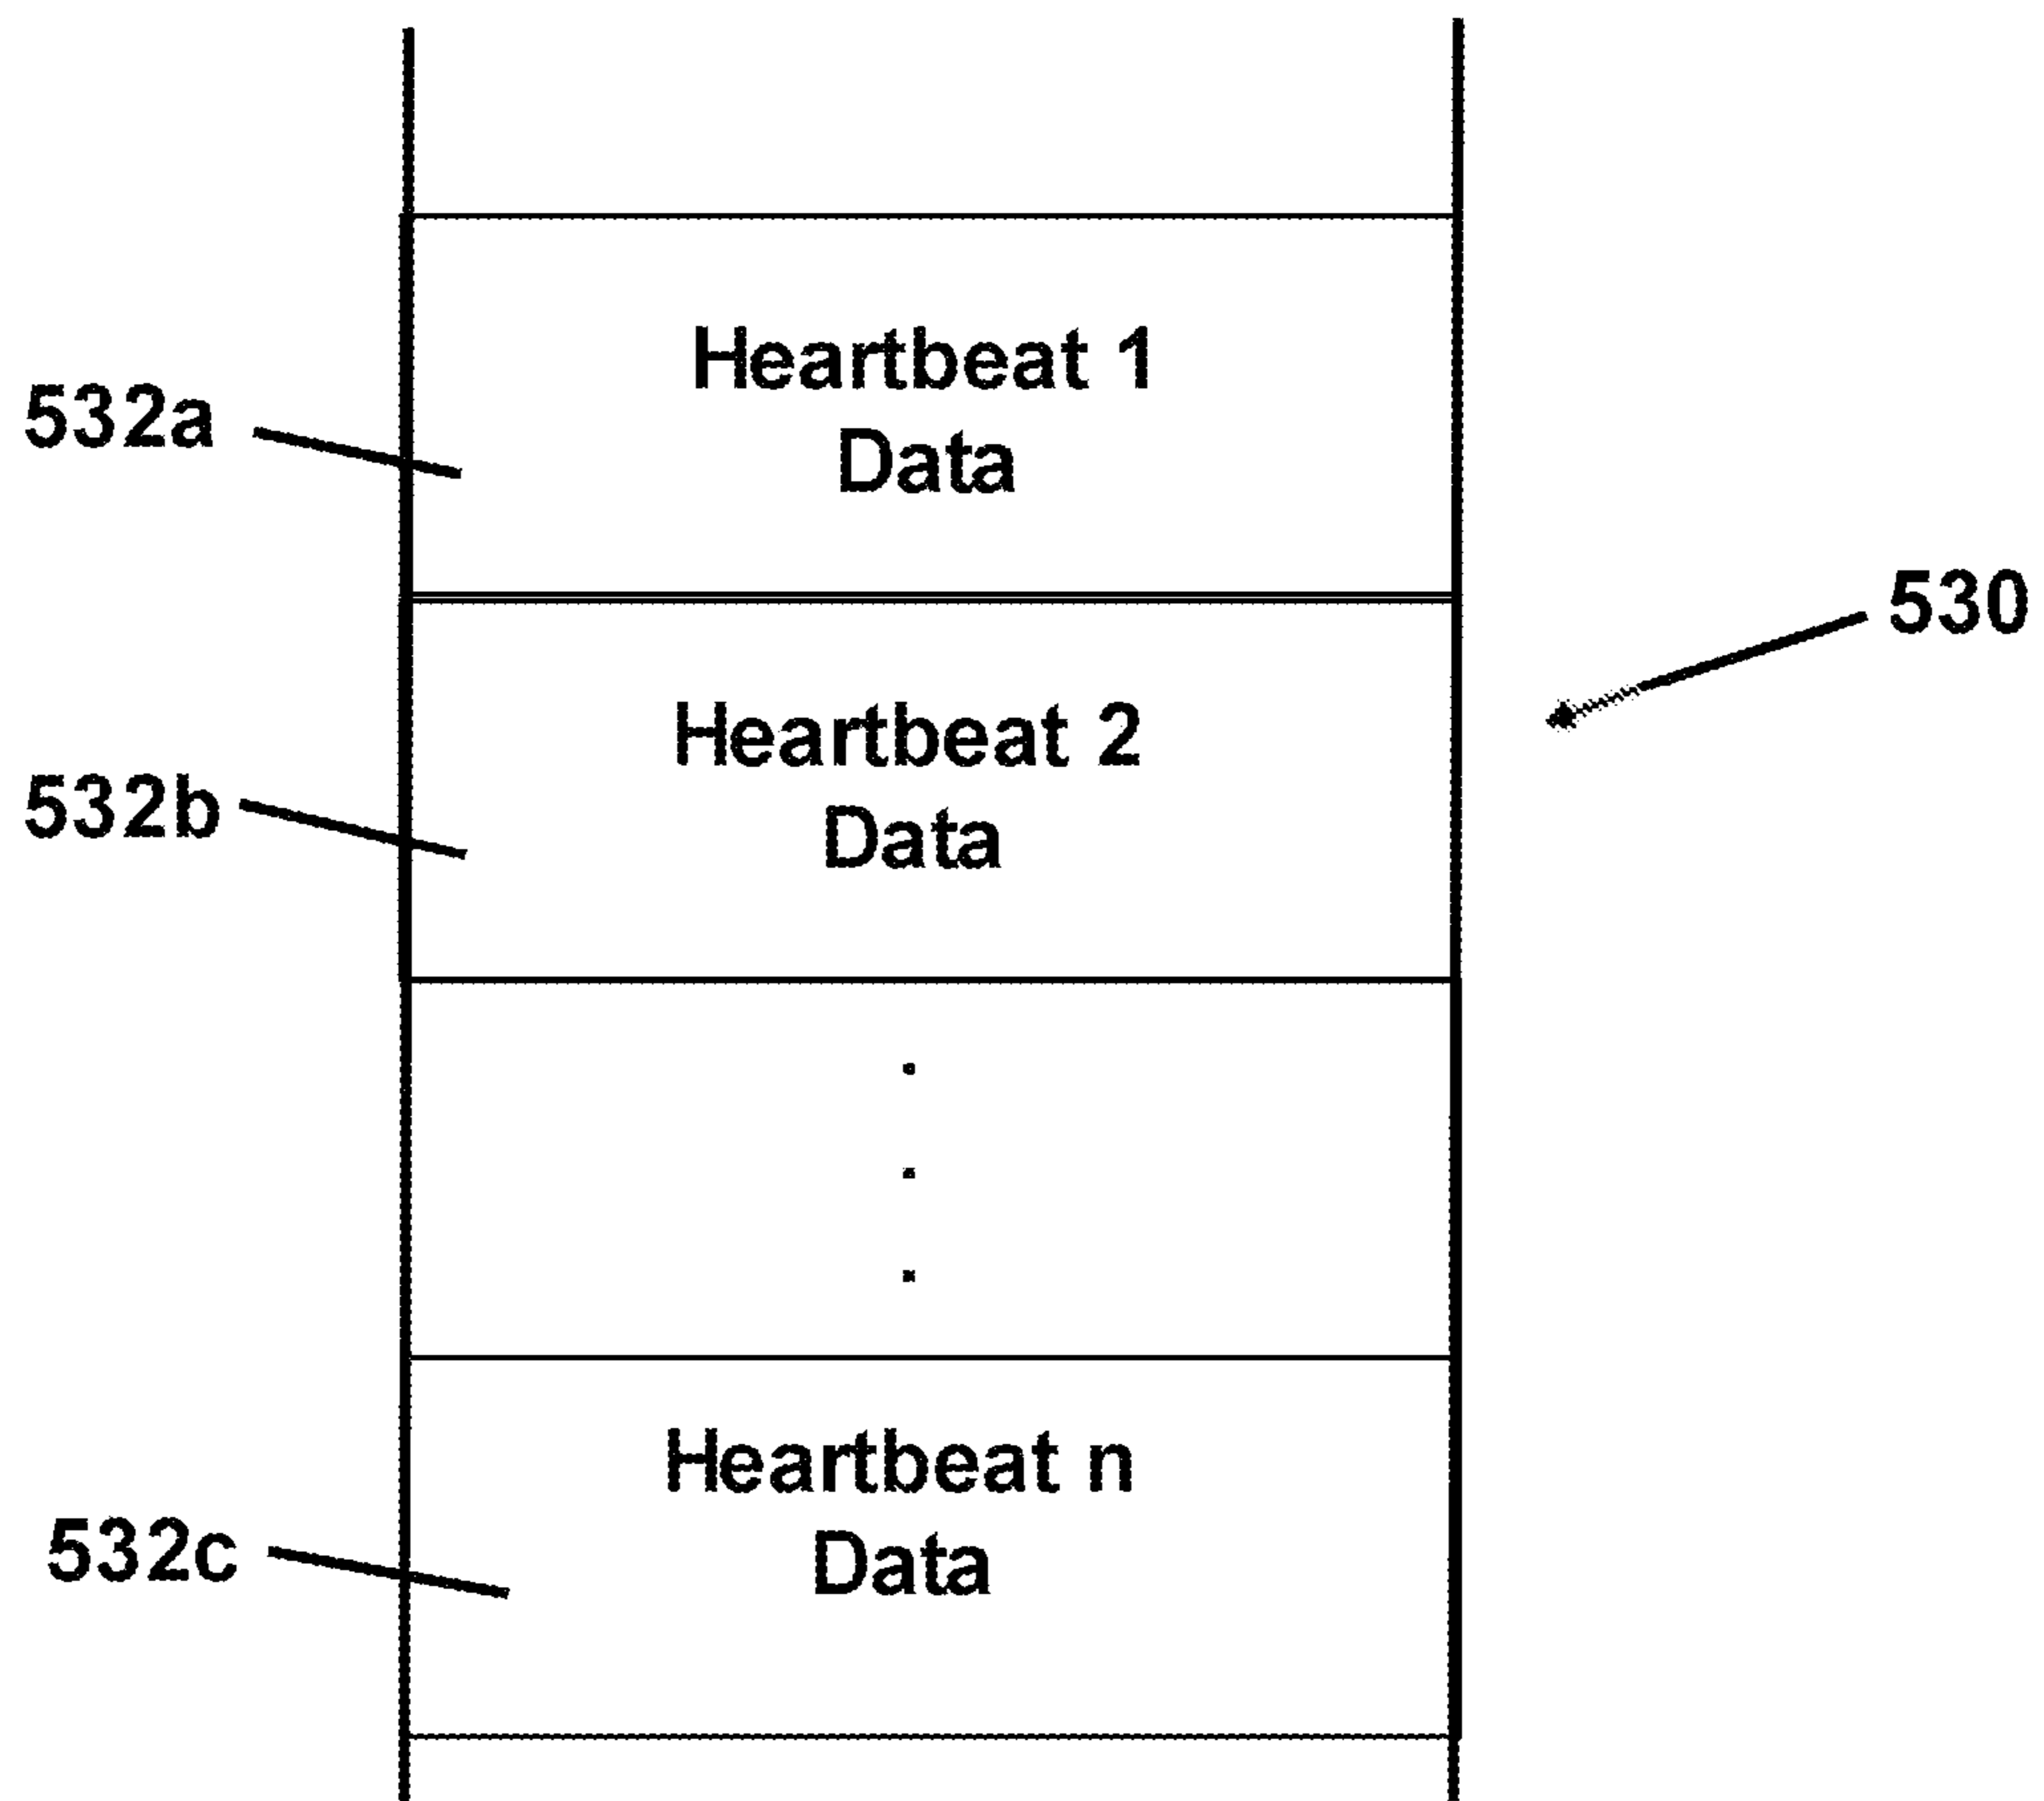 Heartbeat 1
Data
532a
530
Heartbeat 2
Data
532b
.
.
.
Heartbeat n
Data
532c